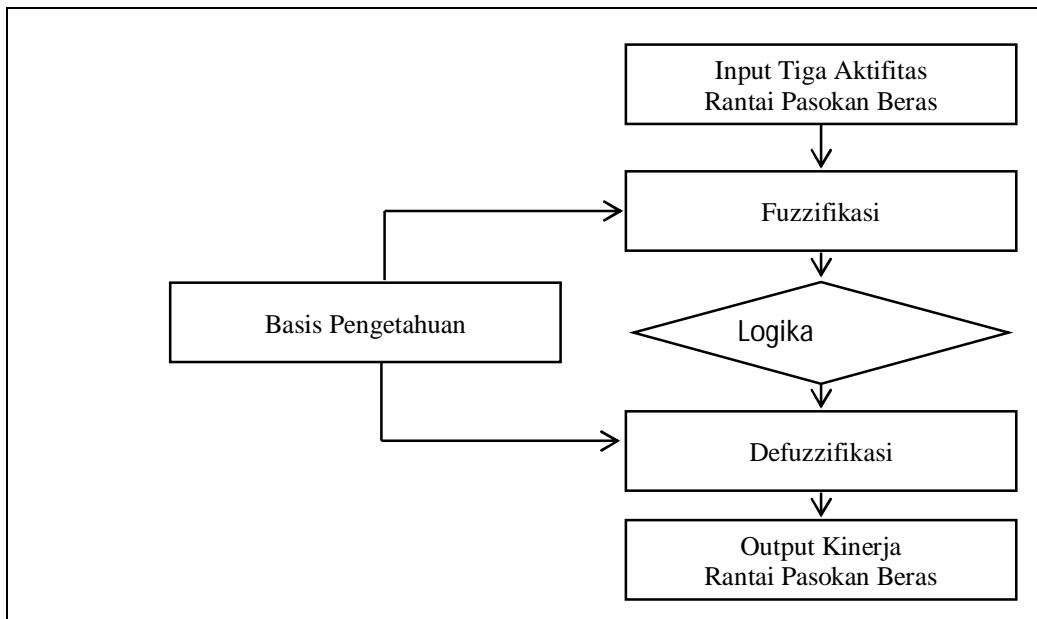 Input Tiga Aktifitas
Rantai Pasokan Beras
Fuzzifikasi
Basis Pengetahuan
Logika
Defuzzifikasi
Output Kinerja
Rantai Pasokan Beras